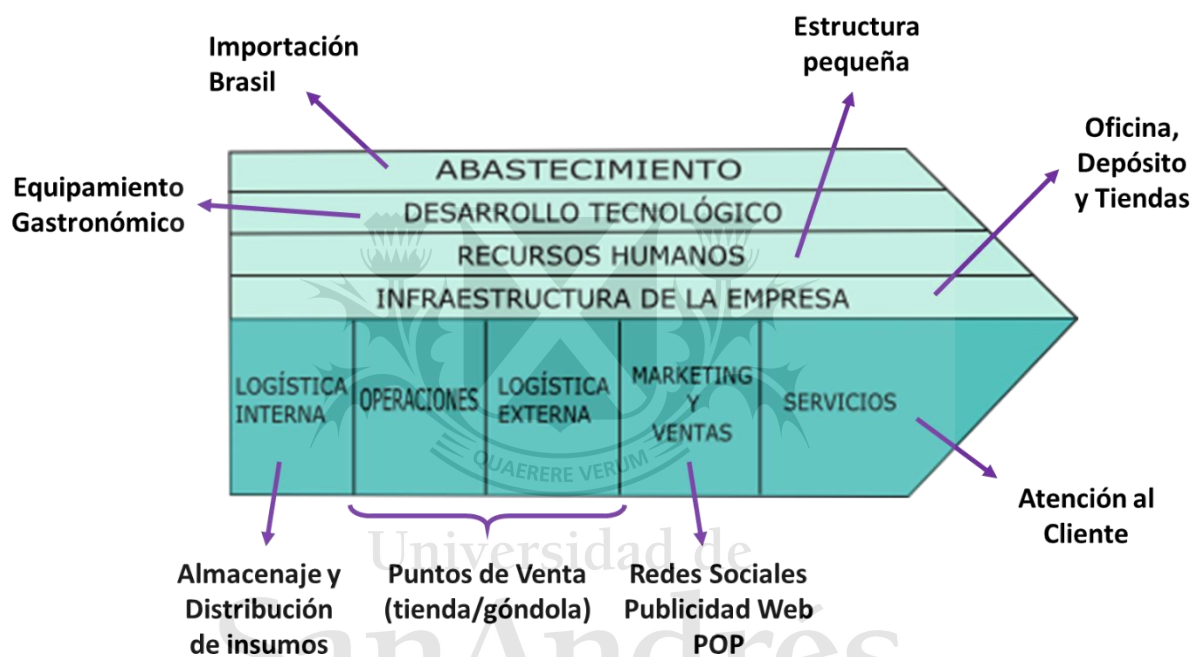 Importación
Brasil
Estructura
pequeña
Oficina,
Depósito
y Tiendas
Equipamiento
Gastronómico
ABASTECIMIENTO
DESARROLLO TECNOLÓGICO
RECURSOS HUMANOS
INFRAESTRUCTURA DE LA EMPRESA
LOGÍSTICA
INTERNA
OPERACIONES
LOGÍSTICA
EXTERNA
MARKETING
Y
VENTAS
SERVICIOS
QUAERERE VERUM
Atención al
Cliente
Universidad de
SanAndrés
Almacenaje y
Distribución
de insumos
Puntos de Venta
(tienda/góndola)
Redes Sociales
Publicidad Web
POP